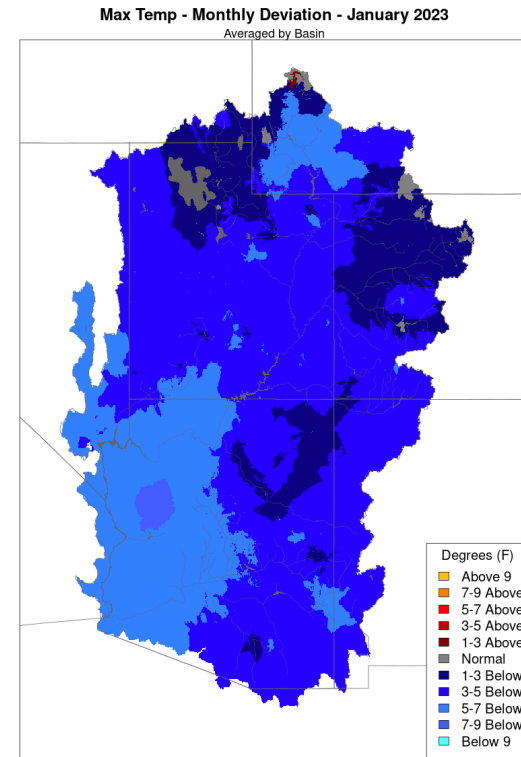 Max Temp - Monthly Deviation - January 2023
Averaged by Basin
Degrees (F)
Above 9
7-9 Above
5-7 Above
3-5 Above
1-3 Above
Normal
1-3 Below
3-5 Below
5-7 Below
7-9 Below
Below 9